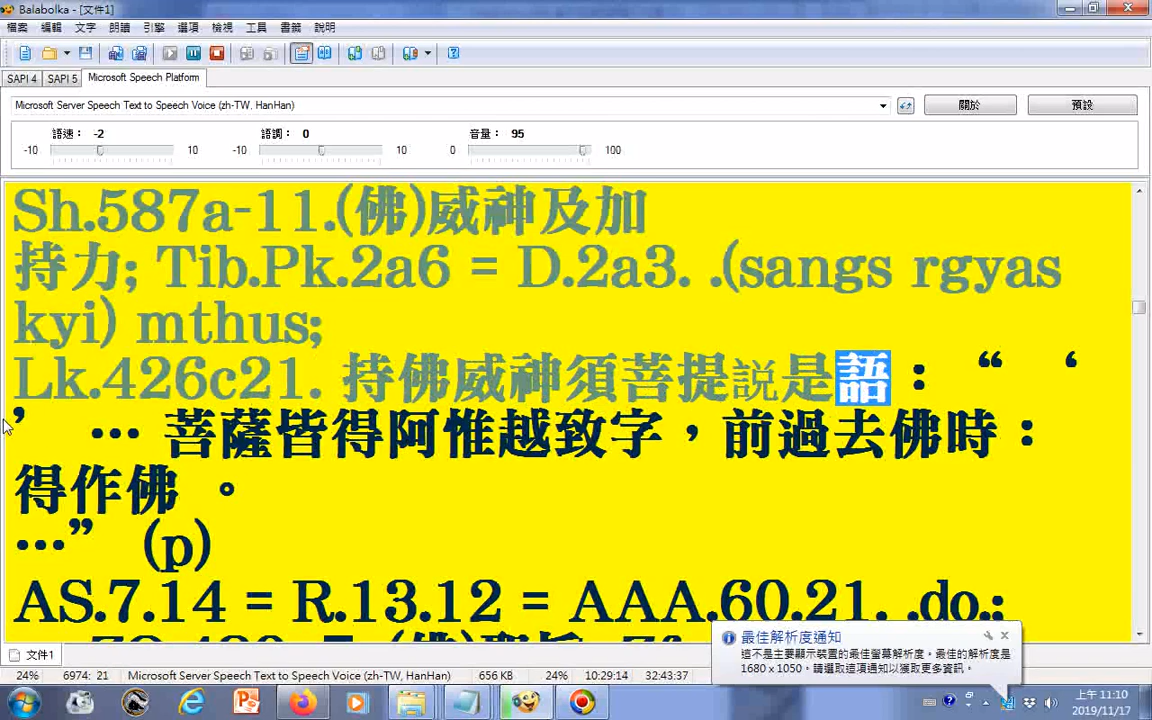 Balabolka - [文件1]
檔案 編輯 文字 朗讀 引擎 選項 檢視 工具 書籤 說明
SAPI 4 SAPI 5 Microsoft Speech Platform
Microsoft Server Speech Text to Speech Voice (zh-TW, HanHan) 關於 預設
語速： -2 語調： 0 音量： 95
-10 10 -10 10 0 100
Sh.587a-11.(佛)威神及加
持力; Tib.Pk.2a6 = D.2a3. .(sangs rgyas
kyi) mthus;
Lk.426c21. 持佛威神須菩提説是語： “ ‘
’ … 菩薩皆得阿惟越致字，前過去佛時：
得作佛 。
…” (p)
AS.7.14 = R.13.12 = AAA.60.21. .do.;
最佳解析度通知
這不是主要顯示裝置的最佳螢幕解析度。最佳的解析度是
1680 x 1050。請選取這項通知以獲取更多資訊。
文件1
24% 6974: 21 Microsoft Server Speech Text to Speech Voice (zh-TW, HanHan) 656 KB 24% 10:29:14 32:43:37
上午 11:10
2019/11/17